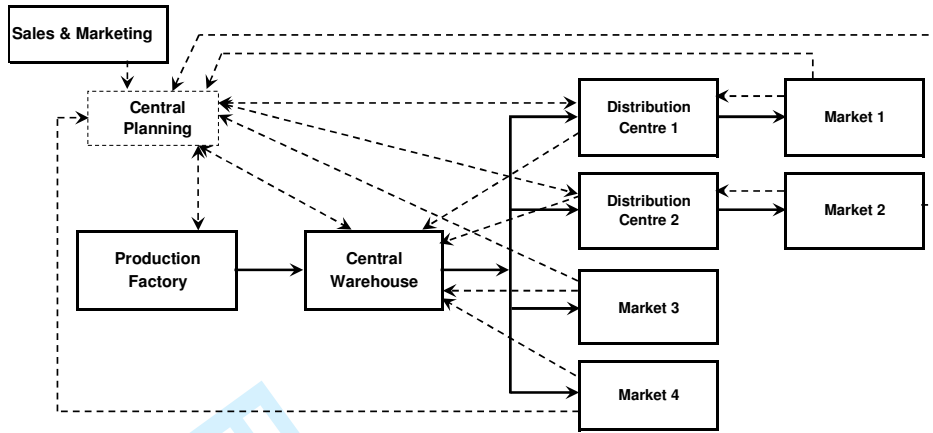 Sales & Marketing
Central
Planning
Distribution
Centre 1
Market 1
Distribution
Centre 2
Market 2
Production
Factory
Central
Warehouse
Market 3
Market 4